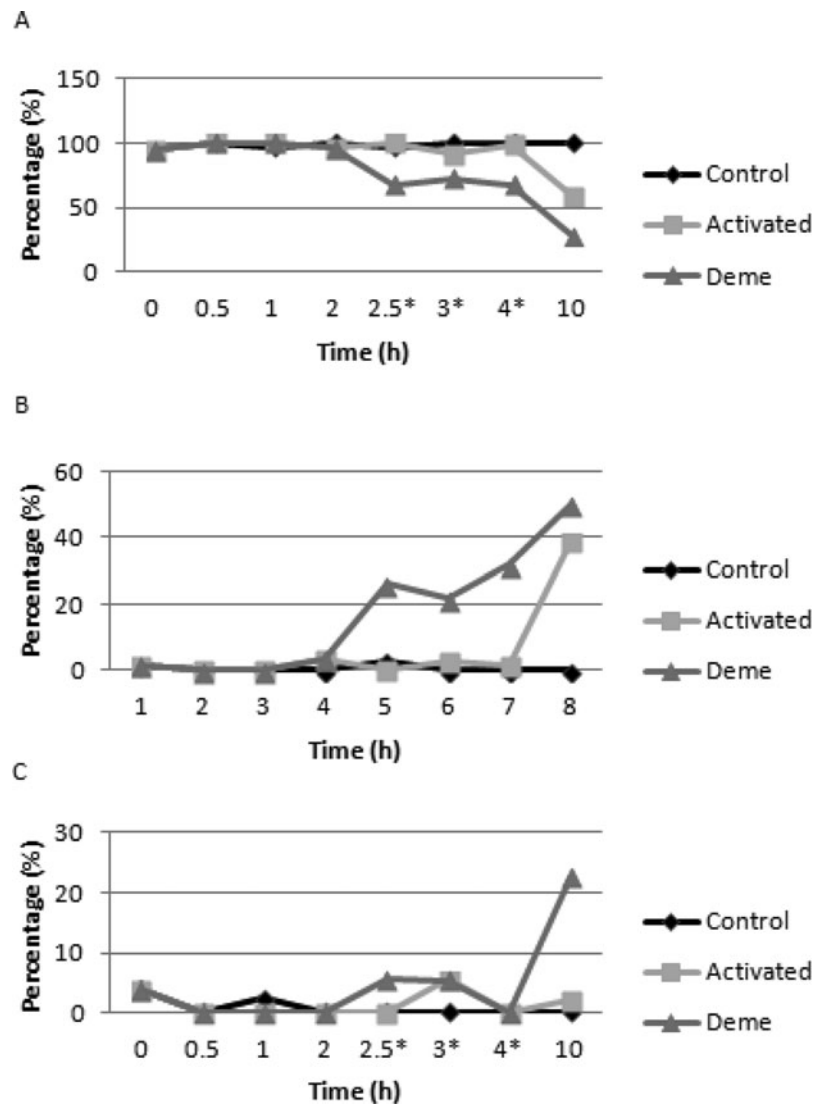 A
Percentage (%)
150
100
50
0
0 0.5 1 2 2.5* 3* 4* 10
Time (h)
Control
Activated
Deme
B
Percentage (%)
60
40
20
0
1 2 3 4 5 6 7 8
Time (h)
Control
Activated
Deme
C
Percentage (%)
30
20
10
0
0 0.5 1 2 2.5* 3* 4* 10
Time (h)
Control
Activated
Deme